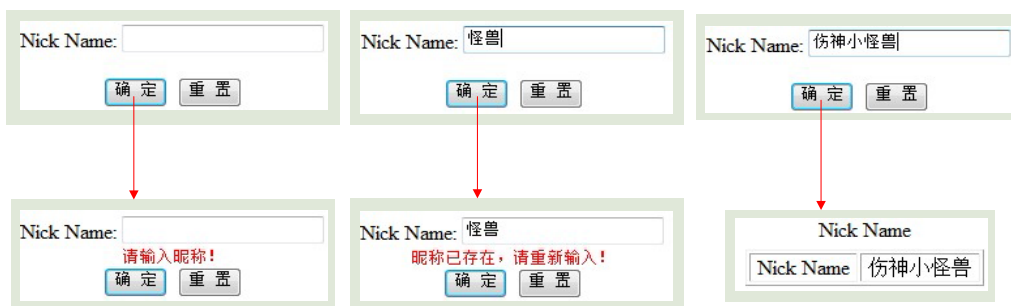 Nick Name:
确 定 重 置
Nick Name: 怪兽
确 定 重 置
Nick Name: 伤神小怪兽
确 定 重 置
Nick Name:
请输入昵称!
确 定 重 置
Nick Name: 怪兽
昵称已存在，请重新输入!
确 定 重 置
Nick Name
Nick Name 伤神小怪兽